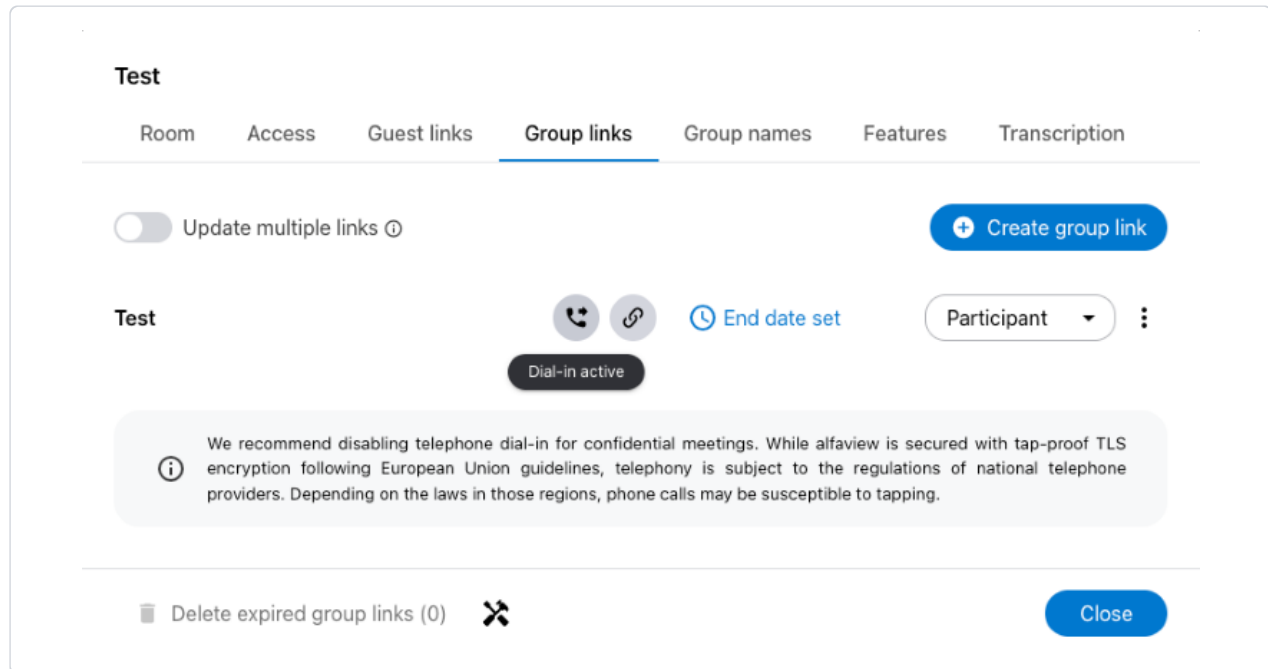 Test
Room Access Guest links Group links Group names Features Transcription
Update multiple links Create group link
Test End date set Participant
Dial-in active
We recommend disabling telephone dial-in for confidential meetings. While alfaview is secured with tap-proof TLS
encryption following European Union guidelines, telephony is subject to the regulations of national telephone
providers. Depending on the laws in those regions, phone calls may be susceptible to tapping.
Delete expired group links (0) Close